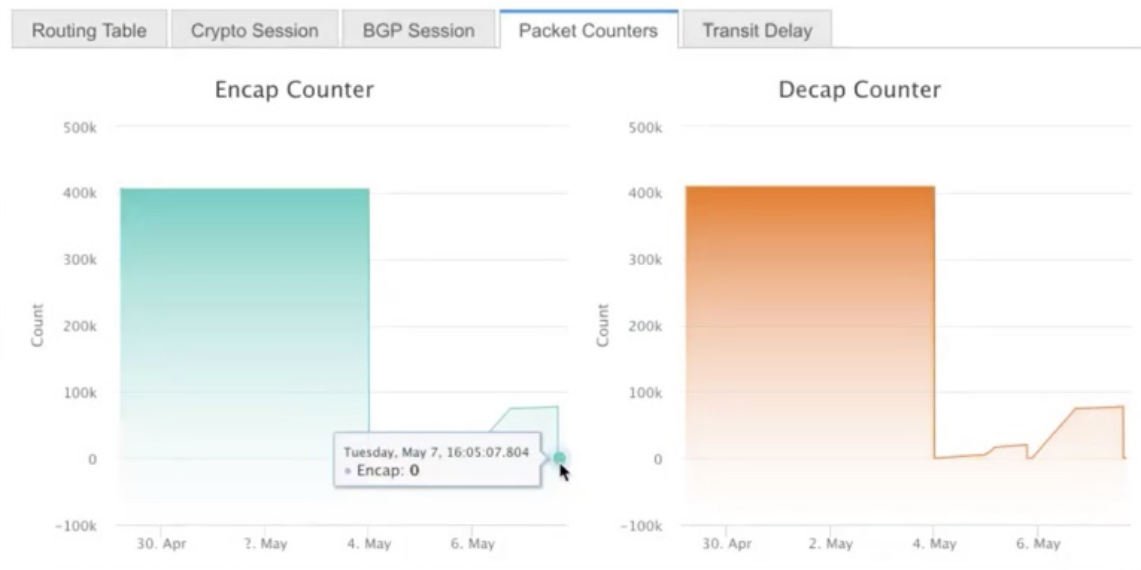 Routing Table
Crypto Session
BGP Session
Packet Counters
Transit Delay
Encap Counter
500k
400k
300k
200k
100k
0
-100k
Count
30. Apr
2. May
4. May
6. May
Tuesday, May 7, 16:05:07.804
Encap: 0
Decap Counter
500k
400k
300k
200k
100k
0
-100k
Count
30. Apr
2. May
4. May
6. May